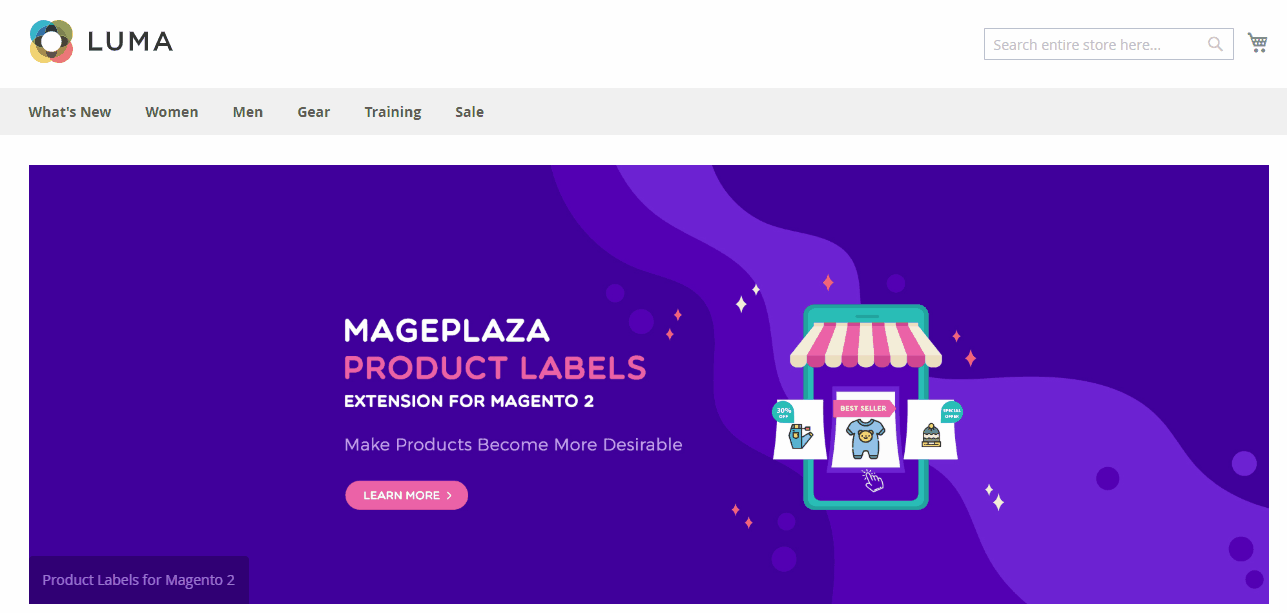 LUMA
Search entire store here...
What's New Women Men Gear Training Sale
MAGEPLAZA
PRODUCT LABELS
EXTENSION FOR MAGENTO 2
Make Products Become More Desirable
LEARN MORE >
30%
OFF
BEST SELLER
SPECIAL
OFFER
Product Labels for Magento 2